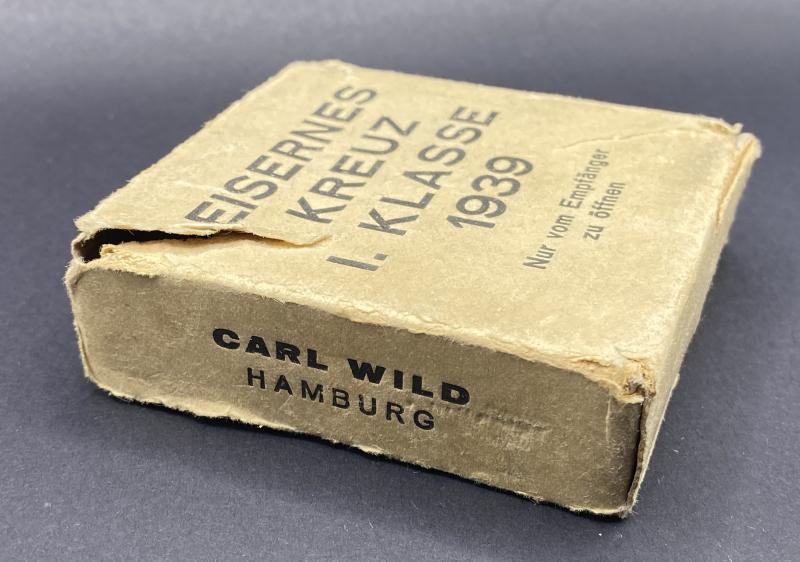 EISERNES
KREUZ
I. KLASSE
1939
Nur vom Empfänger
zu öffnen
CARL WILD
HAMBURG